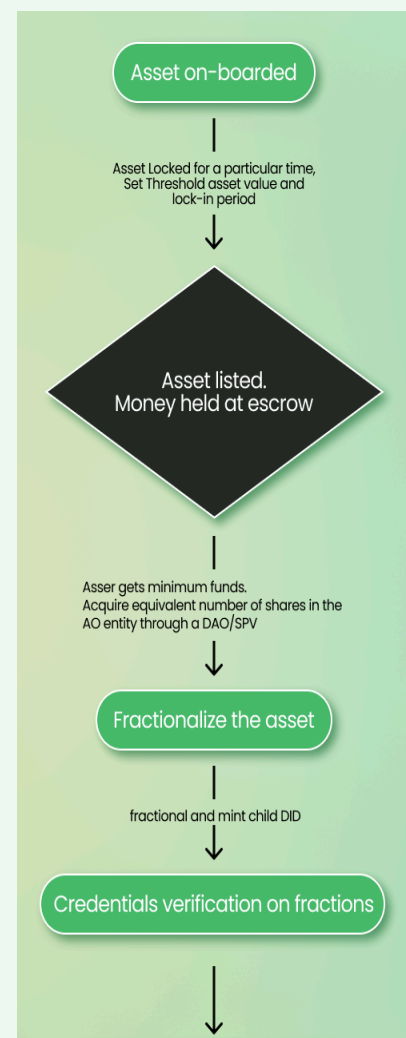 Asset on-boarded
Asset Locked for a particular time,
Set Threshold asset value and
lock-in period
Asset listed.
Money held at escrow
Asser gets minimum funds.
Acquire equivalent number of shares in the
AO entity through a DAO/SPV
Fractionalize the asset
fractional and mint child DID
Credentials verification on fractions